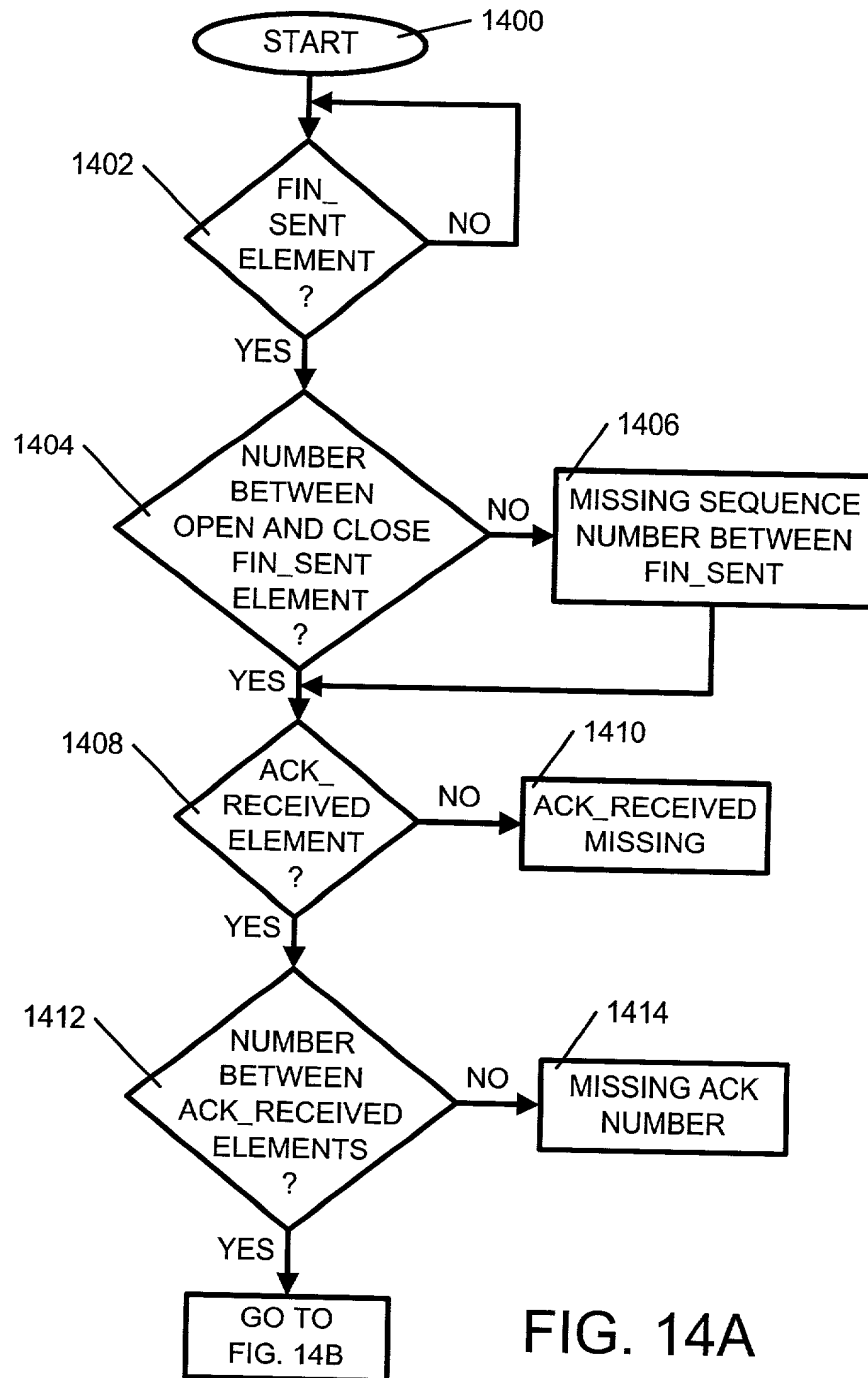 START
1400
1402
FIN_
SENT
ELEMENT
?
NO
YES
1404
NUMBER
BETWEEN
OPEN AND CLOSE
FIN_SENT
ELEMENT
?
NO
1406
MISSING SEQUENCE
NUMBER BETWEEN
FIN_SENT
YES
1408
ACK_
RECEIVED
ELEMENT
?
NO
1410
ACK_RECEIVED
MISSING
YES
1412
NUMBER
BETWEEN
ACK_RECEIVED
ELEMENTS
?
NO
1414
MISSING ACK
NUMBER
YES
GO TO
FIG. 14B
FIG. 14A